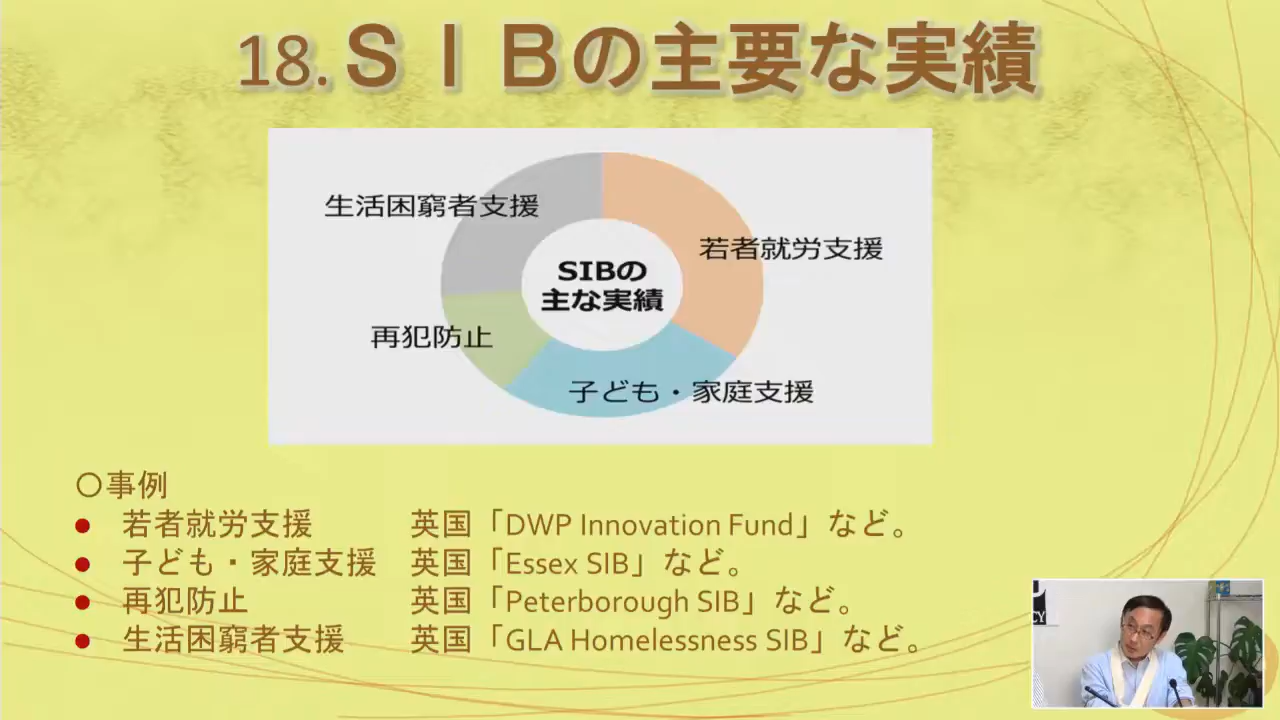 18.ＳＩＢの主要な実績
生活困窮者支援
若者就労支援
SIBの
主な実績
再犯防止
子ども・家庭支援
〇事例
● 若者就労支援 英国「DWP Innovation Fund」など。
● 子ども・家庭支援 英国「Essex SIB」など。
● 再犯防止 英国「Peterborough SIB」など。
● 生活困窮者支援 英国「GLA Homelessness SIB」など。
CY